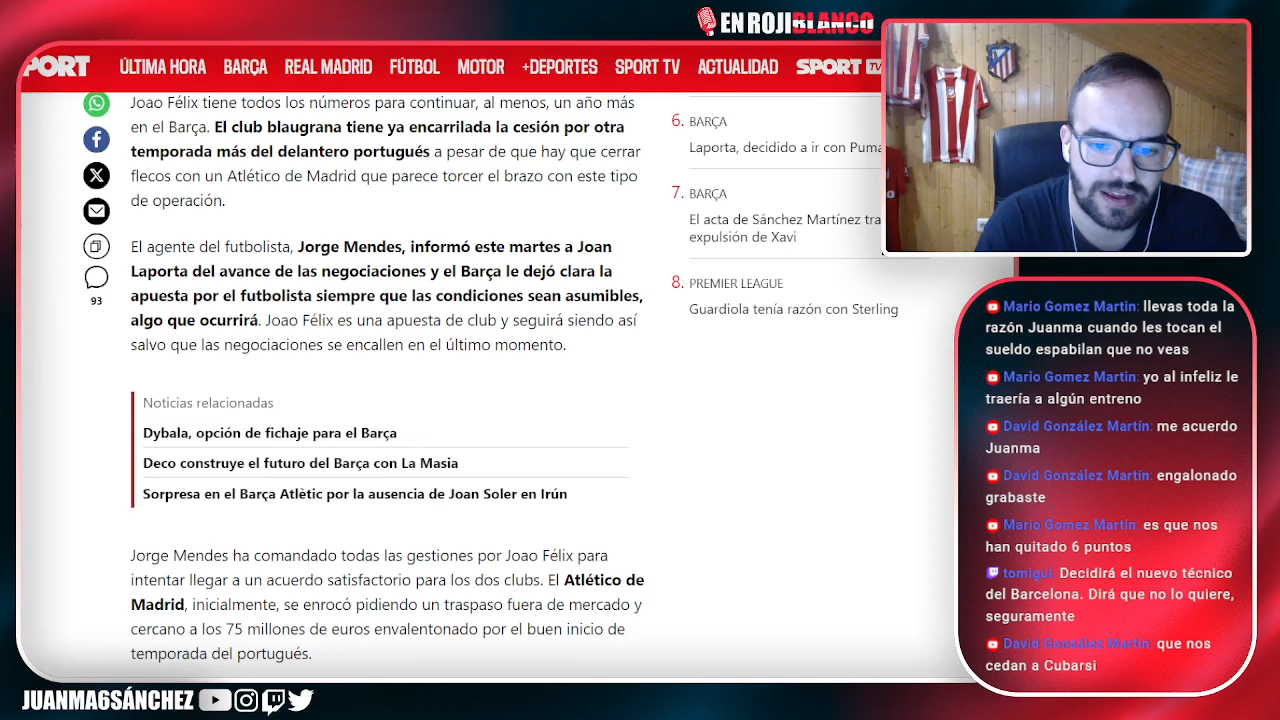 EN ROJIBLANCO
PORT
ÚLTIMA HORA BARÇA REAL MADRID FÚTBOL MOTOR +DEPORTES SPORT TV ACTUALIDAD SPORT TV
Joao Félix tiene todos los números para continuar, al menos, un año más
en el Barça. El club blaugrana tiene ya encarrilada la cesión por otra
temporada más del delantero portugués a pesar de que hay que cerrar
flecos con un Atlético de Madrid que parece torcer el brazo con este tipo
de operación.
93
El agente del futbolista, Jorge Mendes, informó este martes a Joan
Laporta del avance de las negociaciones y el Barça le dejó clara la
apuesta por el futbolista siempre que las condiciones sean asumibles,
algo que ocurrirá. Joao Félix es una apuesta de club y seguirá siendo así
salvo que las negociaciones se encallen en el último momento.
Noticias relacionadas
Dybala, opción de fichaje para el Barça
Deco construye el futuro del Barça con La Masia
Sorpresa en el Barça Atlètic por la ausencia de Joan Soler en Irún
Jorge Mendes ha comandado todas las gestiones por Joao Félix para
intentar llegar a un acuerdo satisfactorio para los dos clubs. El Atlético de
Madrid, inicialmente, se enrocó pidiendo un traspaso fuera de mercado y
cercano a los 75 millones de euros envalentonado por el buen inicio de
temporada del portugués.
6. BARÇA
Laporta, decidido a ir con Puma
7. BARÇA
El acta de Sánchez Martínez tra
expulsión de Xavi
8. PREMIER LEAGUE
Guardiola tenía razón con Sterling
Mario Gomez Martin: llevas toda la
razón Juanma cuando les tocan el
sueldo espabilan que no veas
Mario Gomez Martin: yo al infeliz le
traería a algún entreno
David González Martín: me acuerdo
Juanma
David González Martín: engalonado
grabaste
Mario Gomez Martin: es que nos
han quitado 6 puntos
tomigui: Decidirá el nuevo técnico
del Barcelona. Dirá que no lo quiere,
seguramente
David González Martín: que nos
cedan a Cubarsi
JUANMA6SÁNCHEZ